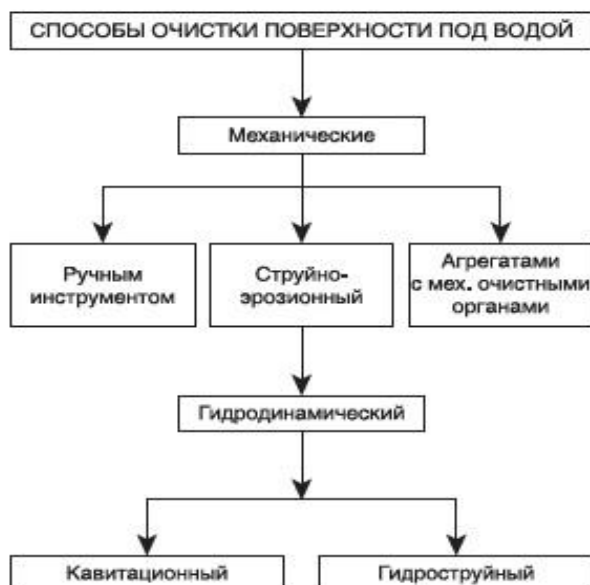 СПОСОБЫ ОЧИСТКИ ПОВЕРХНОСТИ ПОД ВОДОЙ
Механические
Ручным
инструментом
Струйно-
эрозионный
Агрегатами
с мех. очистными
органами
Гидродинамический
Кавитационный
Гидроструйный